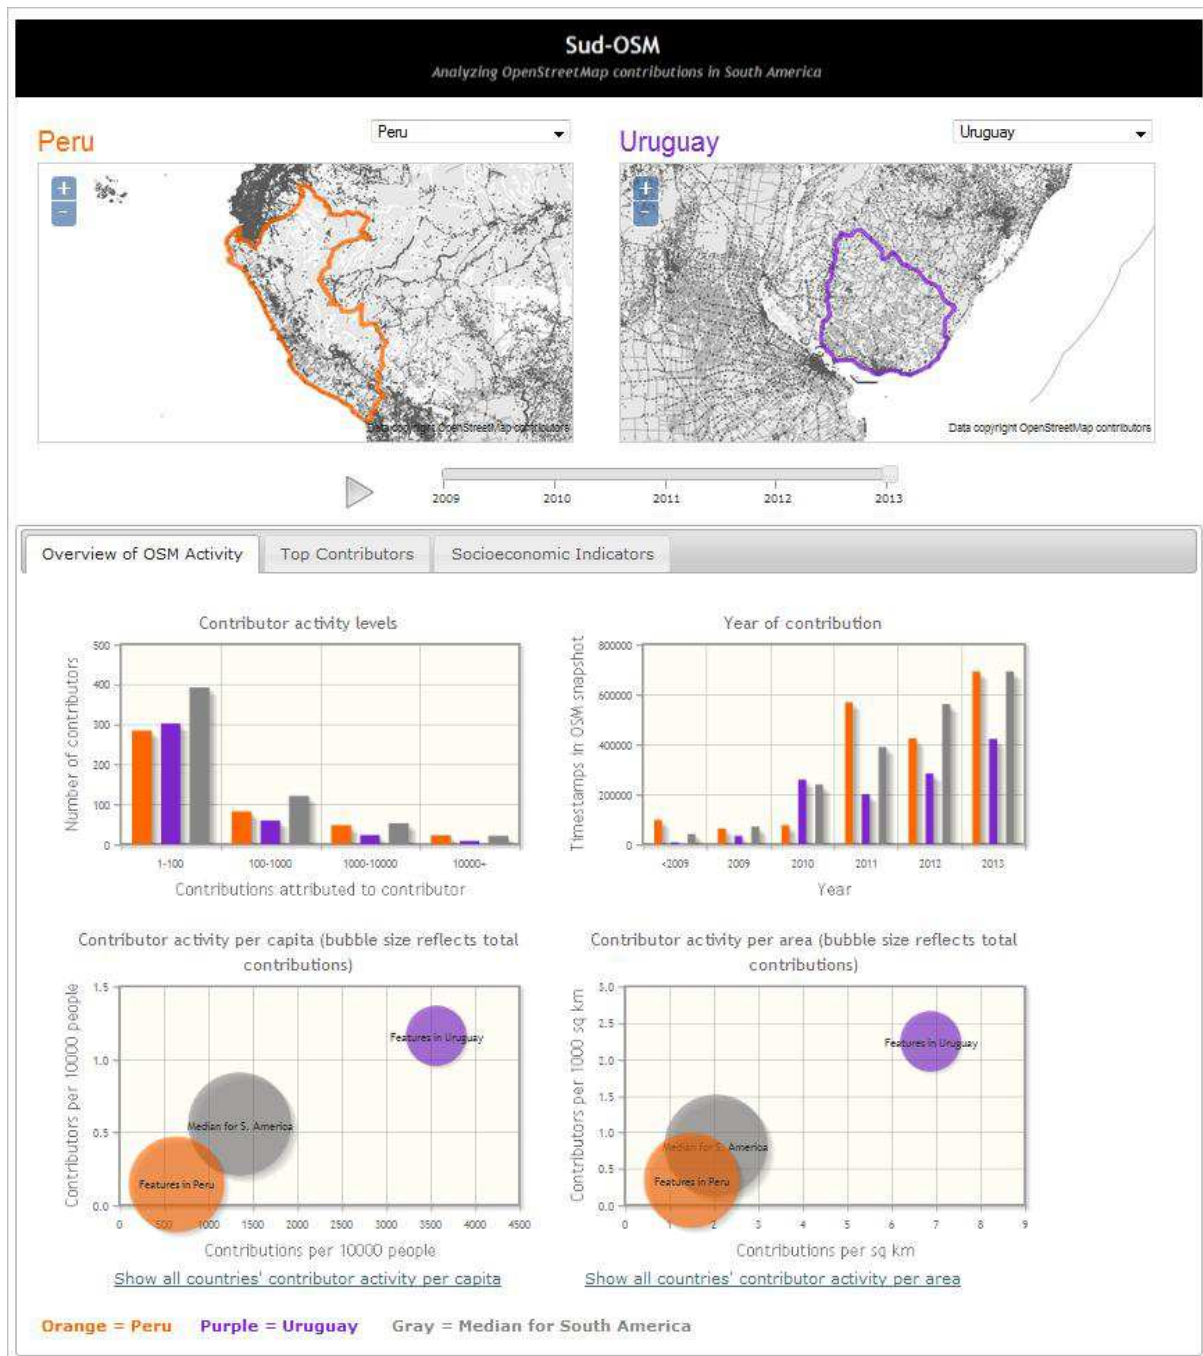 Sud-OSM
Analyzing OpenStreetMap contributions in South America
Peru
Peru
Uruguay
Uruguay
+
-
+
-
Data copyright OpenStreetMap contributors
Data copyright OpenStreetMap contributors
2009 2010 2011 2012 2013
Overview of OSM Activity
Top Contributors
Socioeconomic Indicators
Contributor activity levels
Number of contributors
500
400
300
200
100
0
1-100 100-1000 1000-10000 10000+
Contributions attributed to contributor
Year of contribution
Timestamps in OSM snapshot
800000
600000
400000
200000
0
<2009 2009 2010 2011 2012 2013
Year
Contributor activity per capita (bubble size reflects total
contributions)
Contributors per 10000 people
1.5
1.0
0.5
0.0
Features in Uruguay
Median for S. America
Features in Peru
0 500 1000 1500 2000 2500 3000 3500 4000 4500
Contributions per 10000 people
Show all countries' contributor activity per capita
Contributor activity per area (bubble size reflects total
contributions)
Contributors per 1000 sq km
3.0
2.5
2.0
1.5
1.0
0.5
0.0
Features in Uruguay
Median for S. America
Features in Peru
0 1 2 3 4 5 6 7 8 9
Contributions per sq km
Show all countries' contributor activity per area
Orange = Peru Purple = Uruguay Gray = Median for South America